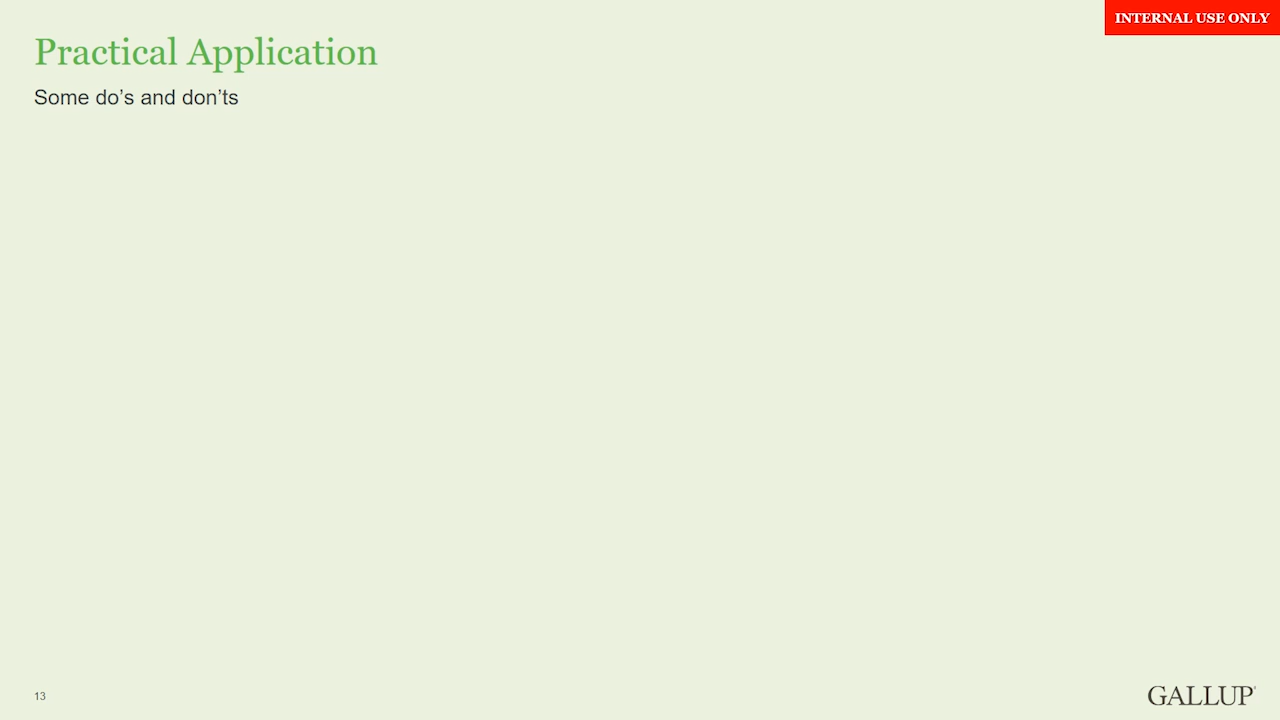 INTERNAL USE ONLY
Practical Application
Some do’s and don’ts
13
GALLUP®